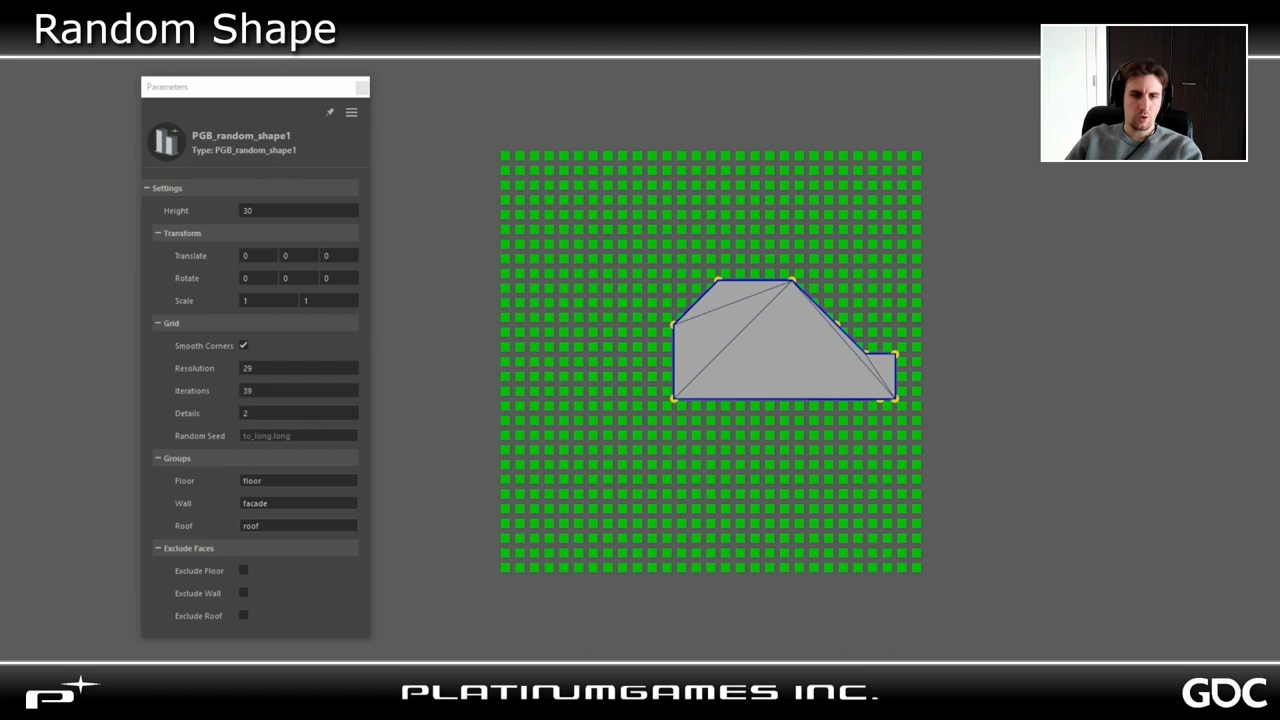 Random Shape
Parameters
PGB_random_shape1
Type: PGB_random_shape1
Settings
Height 30
Transform
Translate 0 0 0
Rotate 0 0 0
Scale 1 1
Grid
Smooth Corners
Resolution 29
Iterations 39
Details 2
Random Seed to_long.long
Groups
Floor floor
Wall facade
Roof roof
Exclude Faces
Exclude Floor
Exclude Wall
Exclude Roof
PLATINUMGAMES INC.
GDC